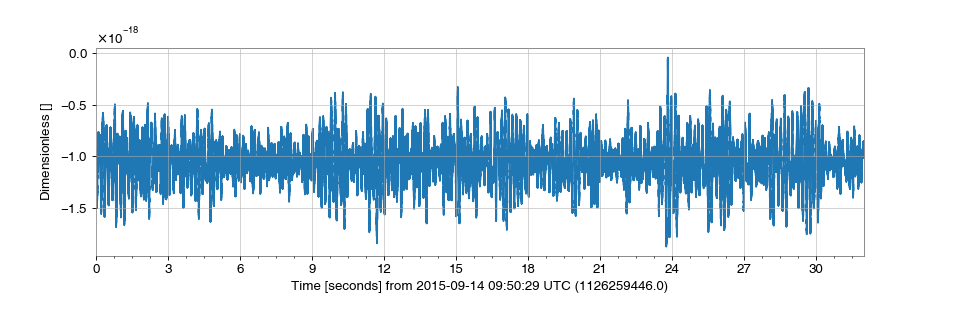 ×10⁻¹⁸
0.0
−0.5
−1.0
−1.5
Dimensionless []
0 3 6 9 12 15 18 21 24 27 30
Time [seconds] from 2015-09-14 09:50:29 UTC (1126259446.0)